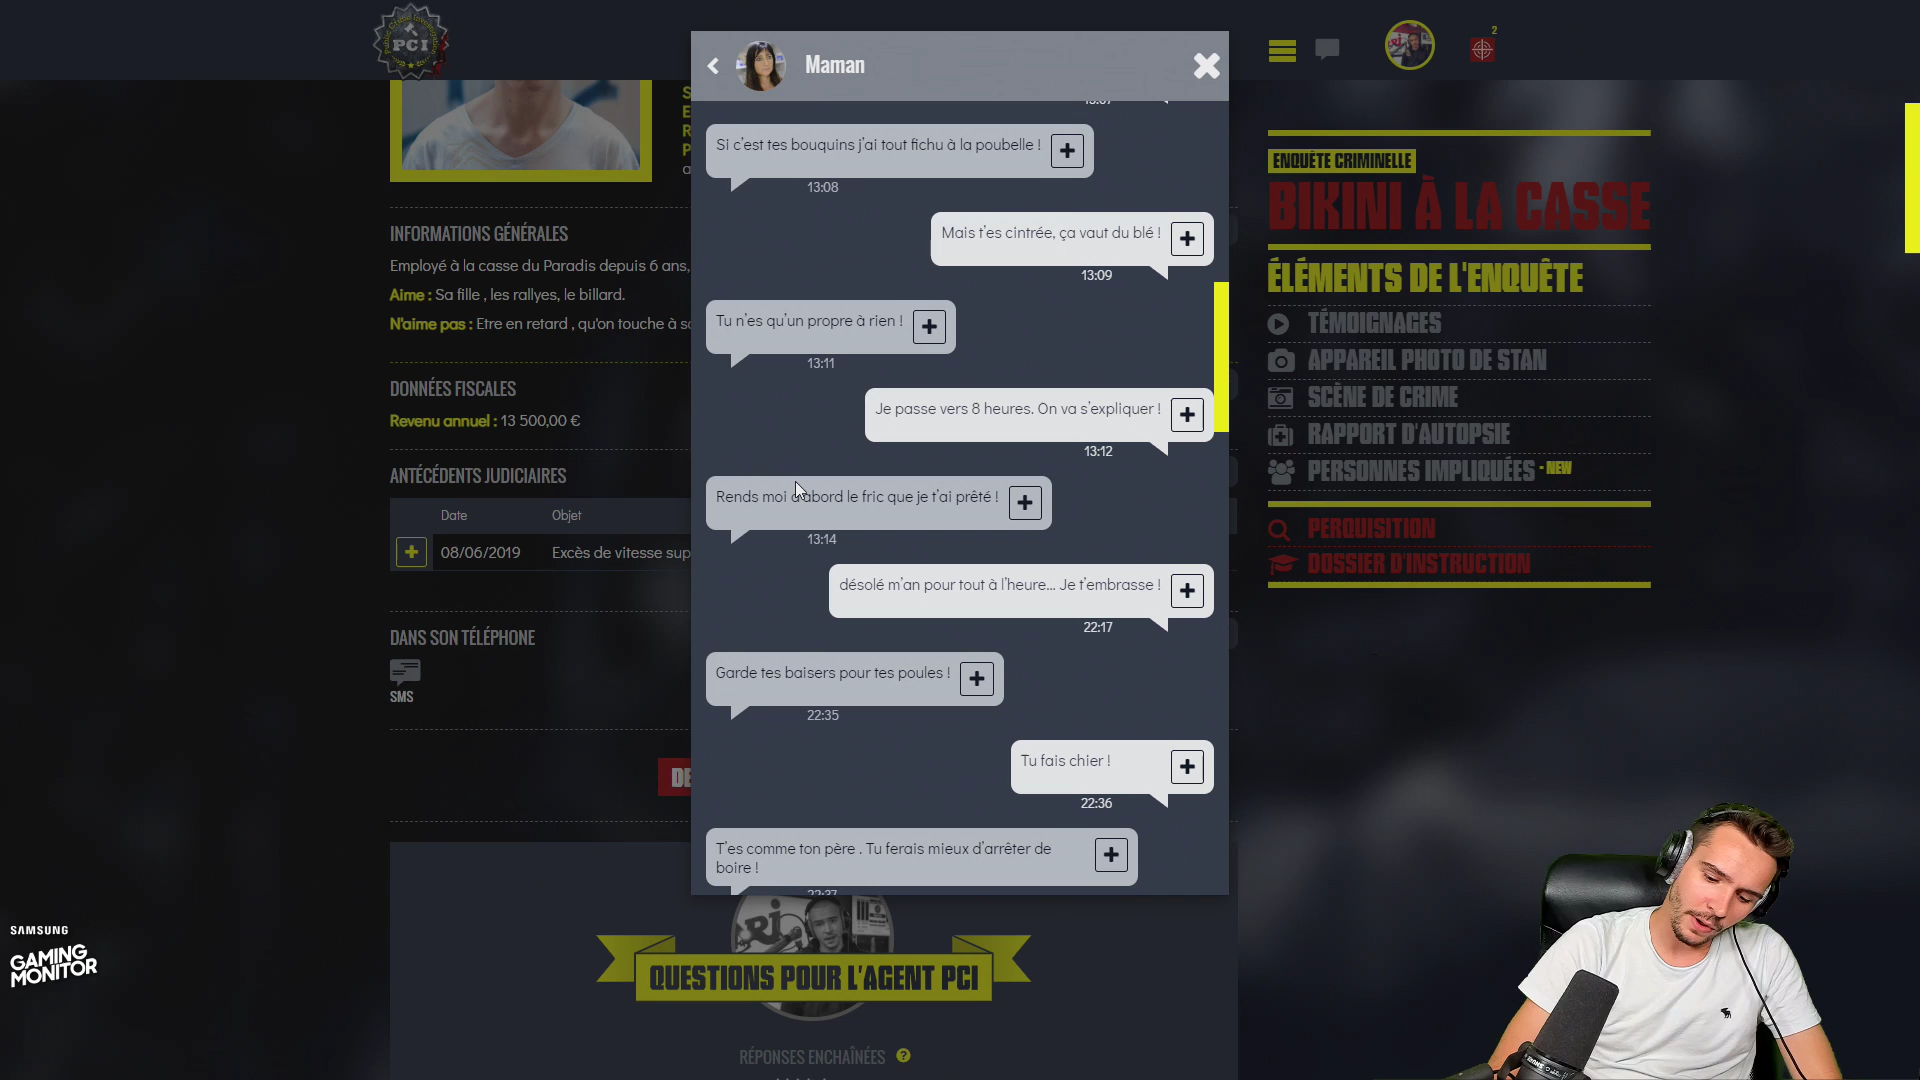 PCI
Maman
2
Si c'est tes bouquins j'ai tout fichu à la poubelle !
13:08
Mais t'es cintrée, ça vaut du blé !
13:09
Tu n'es qu'un propre à rien !
13:11
Je passe vers 8 heures. On va s'expliquer !
13:12
Rends moi d'abord le fric que je t'ai prêté !
13:14
désolé m'an pour tout à l'heure... Je t'embrasse !
22:17
Garde tes baisers pour tes poules !
22:35
Tu fais chier !
22:36
T'es comme ton père . Tu ferais mieux d'arrêter de
boire !
22:37
INFORMATIONS GÉNÉRALES
Employé à la casse du Paradis depuis 6 ans,
Aime : Sa fille , les rallyes, le billard.
N'aime pas : Etre en retard , qu'on touche à
DONNÉES FISCALES
Revenu annuel : 13 500,00 €
ANTÉCÉDENTS JUDICIAIRES
Date Objet
08/06/2019 Excès de vitesse
DANS SON TÉLÉPHONE
SMS
NRJ
QUESTIONS POUR L'AGENT PCI
RÉPONSES ENCHAÎNÉES ?
ENQUÊTE CRIMINELLE
BIKINI À LA CASSE
ÉLÉMENTS DE L'ENQUÊTE
TÉMOIGNAGES
APPAREIL PHOTO DE STAN
SCÈNE DE CRIME
RAPPORT D'AUTOPSIE
PERSONNES IMPLIQUÉES - NEW
PERQUISITION
DOSSIER D'INSTRUCTION
SAMSUNG
GAMING
MONITOR